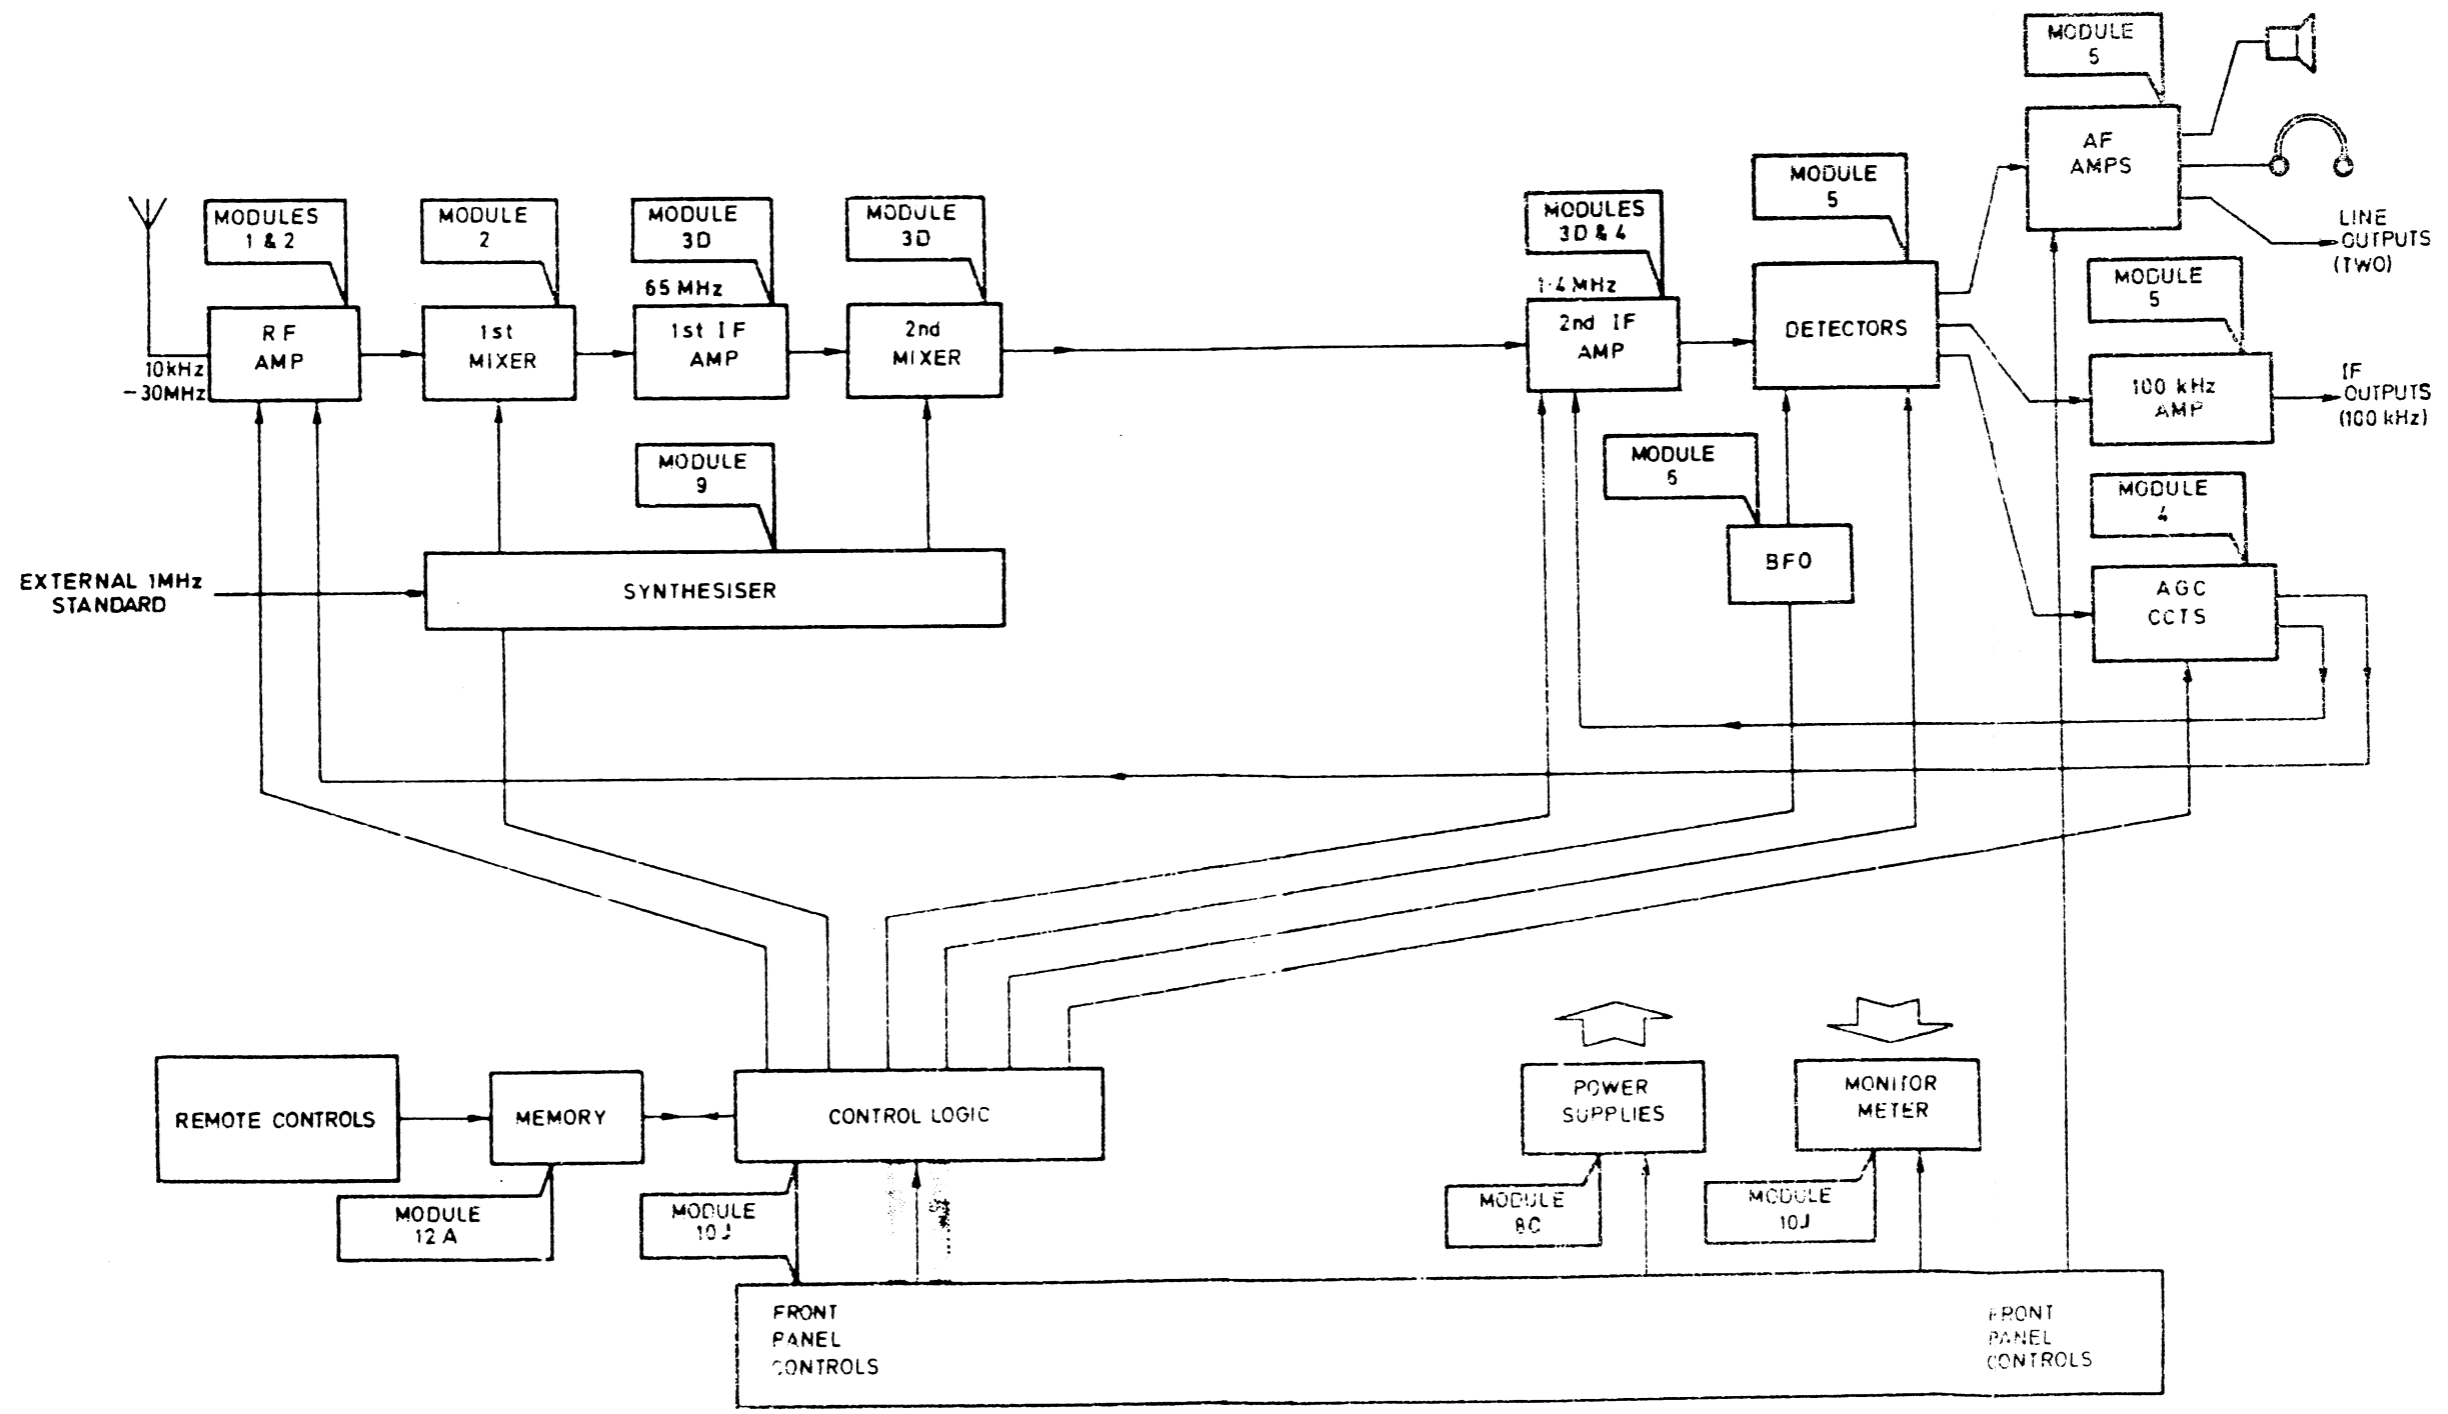 MODULE
5
AF
AMPS
LINE
OUTPUTS
(TWO)
MODULES
1 & 2
MODULE
2
MODULE
3D
MODULE
3D
MODULES
3D & 4
MODULE
5
65 MHz
1·4 MHz
RF
AMP
1st
MIXER
1st IF
AMP
2nd
MIXER
2nd IF
AMP
DETECTORS
10kHz
–30MHz
MODULE
5
100 kHz
AMP
IF
OUTPUTS
(100 kHz)
MODULE
9
MODULE
6
MODULE
4
BFO
AGC
CCTS
EXTERNAL 1MHz
STANDARD
SYNTHESISER
REMOTE CONTROLS
MEMORY
CONTROL LOGIC
POWER
SUPPLIES
MONITOR
METER
MODULE
12A
MODULE
10J
MODULE
8C
MODULE
10J
FRONT
PANEL
CONTROLS
FRONT
PANEL
CONTROLS